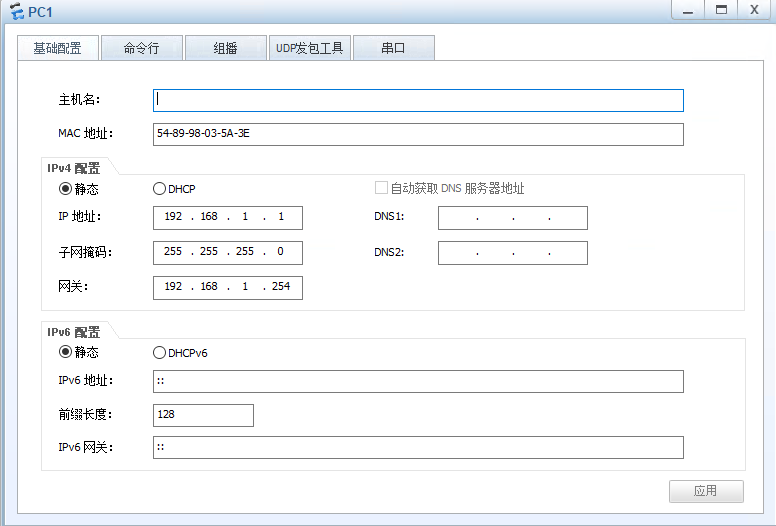 PC1
X
基础配置 命令行 组播 UDP发包工具 串口
主机名:
MAC 地址: 54-89-98-03-5A-3E
IPv4 配置
静态 DHCP 自动获取 DNS 服务器地址
IP 地址: 192 . 168 . 1 . 1 DNS1: . . .
子网掩码: 255 . 255 . 255 . 0 DNS2: . . .
网关: 192 . 168 . 1 . 254
IPv6 配置
静态 DHCPv6
IPv6 地址: ::
前缀长度: 128
IPv6 网关: ::
应用